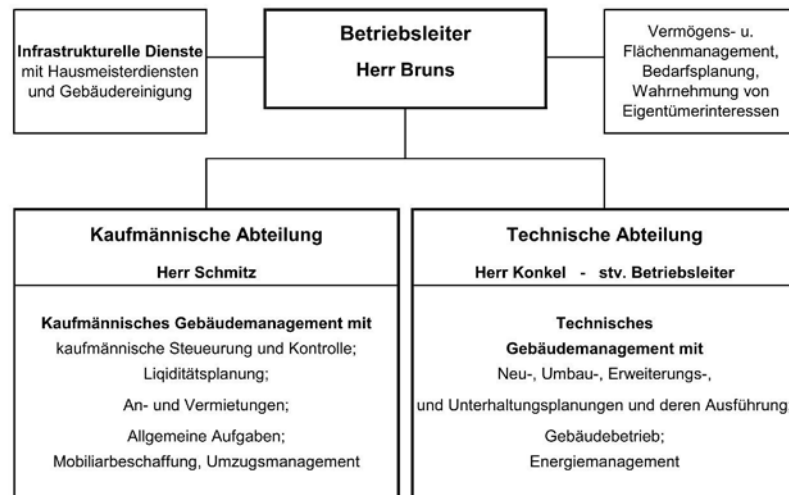 Infrastrukturelle Dienste
mit Hausmeisterdiensten
und Gebäudereinigung
Betriebsleiter
Herr Bruns
Vermögens- u.
Flächenmanagement,
Bedarfsplanung,
Wahrnehmung von
Eigentümerinteressen
Kaufmännische Abteilung
Herr Schmitz
Kaufmännisches Gebäudemanagement mit
kaufmännische Steueurung und Kontrolle;
Liqiditätsplanung;
An- und Vermietungen;
Allgemeine Aufgaben;
Mobiliarbeschaffung, Umzugsmanagement
Technische Abteilung
Herr Konkel - stv. Betriebsleiter
Technisches
Gebäudemanagement mit
Neu-, Umbau-, Erweiterungs-,
und Unterhaltungsplanungen und deren Ausführung;
Gebäudebetrieb;
Energiemanagement